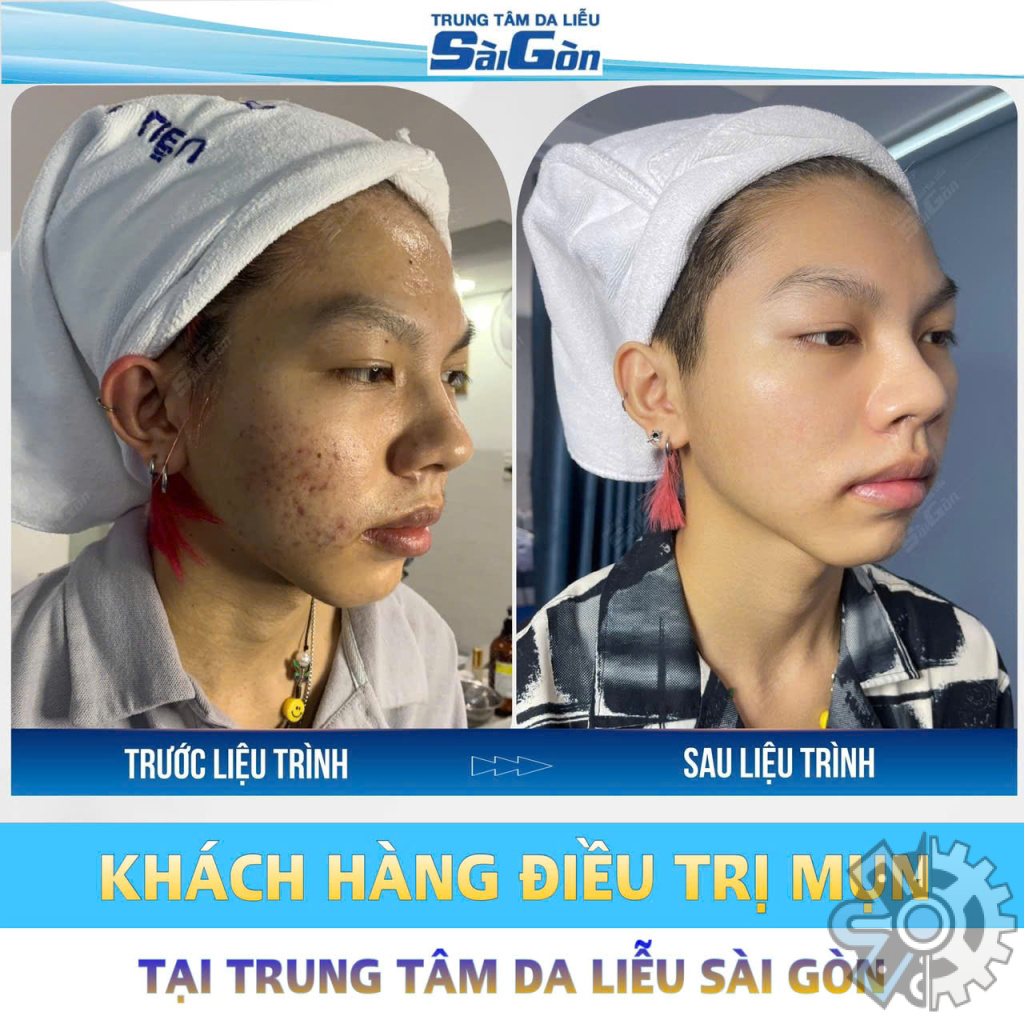 TRUNG TÂM DA LIỄU
SàiGòn
TRƯỚC LIỆU TRÌNH
SAU LIỆU TRÌNH
KHÁCH HÀNG ĐIỀU TRỊ MỤN
TẠI TRUNG TÂM DA LIỄU SÀI GÒN